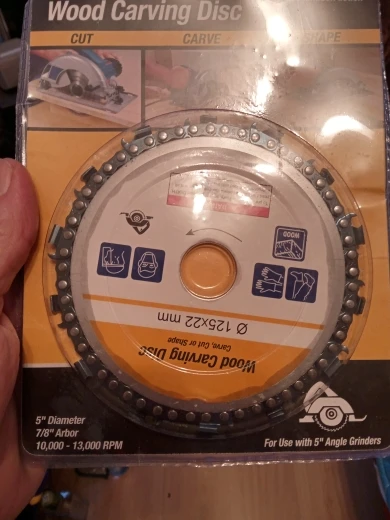 Wood Carving Disc
CUT
CARVE
WOOD
Ø 125x22 mm
Carve, Cut or Shape
Wood Carving Disc
5" Diameter
7/8" Arbor
10,000 - 13,000 RPM
For Use with 5" Angle Grinders